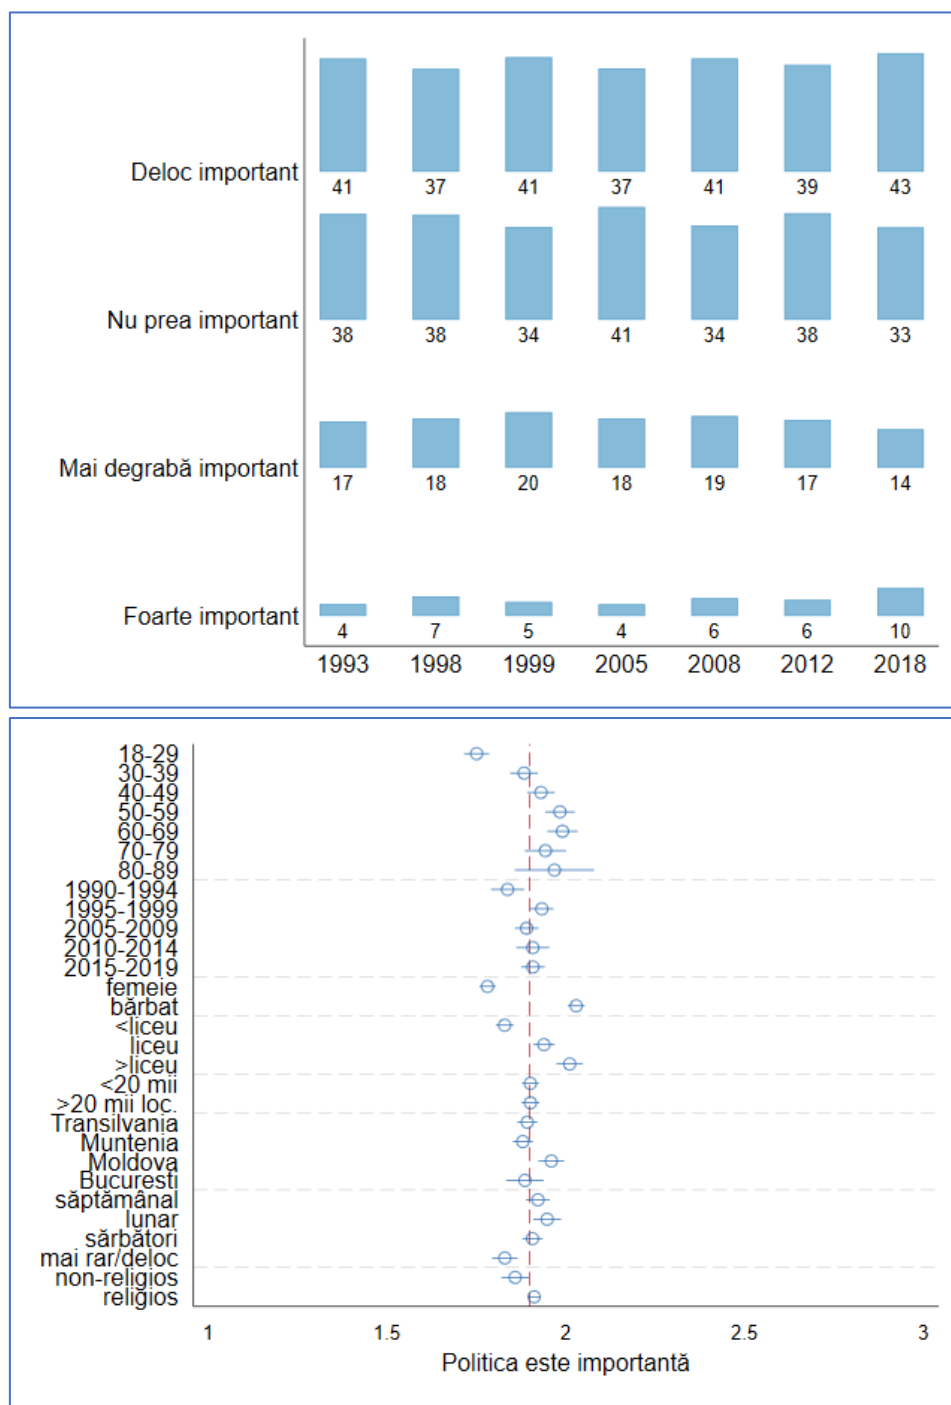 Deloc important
41 37 41 37 41 39 43
Nu prea important
38 38 34 41 34 38 33
Mai degrabă important
17 18 20 18 19 17 14
Foarte important
4 7 5 4 6 6 10
1993 1998 1999 2005 2008 2012 2018
18-29
30-39
40-49
50-59
60-69
70-79
80-89
1990-1994
1995-1999
2005-2009
2010-2014
2015-2019
femeie
bărbat
<liceu
liceu
>liceu
<20 mii
>20 mii loc.
Transilvania
Muntenia
Moldova
Bucuresti
săptămânal
lunar
sărbători
mai rar/deloc
non-religios
religios
1 1.5 2 2.5 3
Politica este importantă